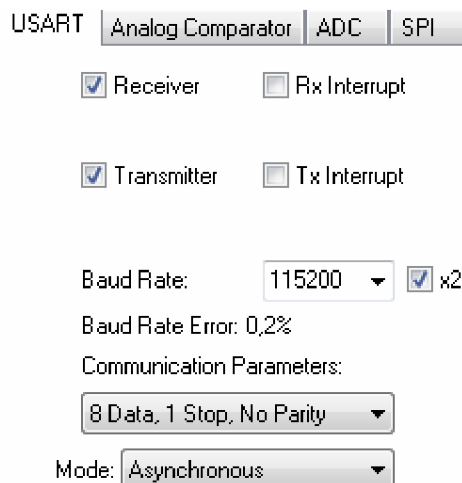 USART Analog Comparator ADC SPI
Receiver Rx Interrupt
Transmitter Tx Interrupt
Baud Rate: 115200 x2
Baud Rate Error: 0,2%
Communication Parameters:
8 Data, 1 Stop, No Parity
Mode: Asynchronous